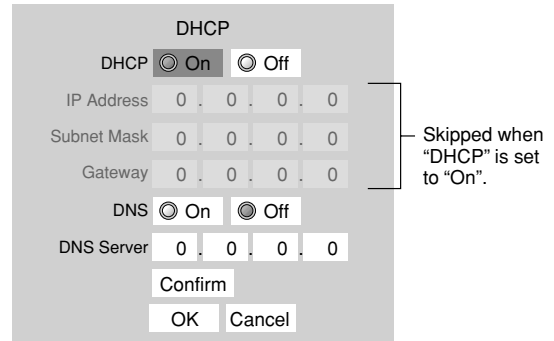 DHCP
DHCP On Off
IP Address 0 . 0 . 0 . 0
Subnet Mask 0 . 0 . 0 . 0
Gateway 0 . 0 . 0 . 0
Skipped when
“DHCP” is set
to “On”.
DNS On Off
DNS Server 0 . 0 . 0 . 0
Confirm
OK Cancel